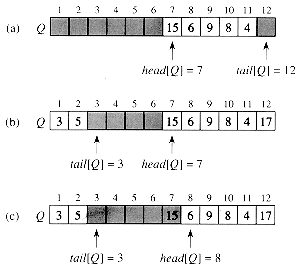 1 2 3 4 5 6 7 8 9 10 11 12
(a) Q 15 6 9 8 4
head[Q] = 7 tail[Q] = 12
1 2 3 4 5 6 7 8 9 10 11 12
(b) Q 3 5 15 6 9 8 4 17
tail[Q] = 3 head[Q] = 7
1 2 3 4 5 6 7 8 9 10 11 12
(c) Q 3 5 15 6 9 8 4 17
tail[Q] = 3 head[Q] = 8